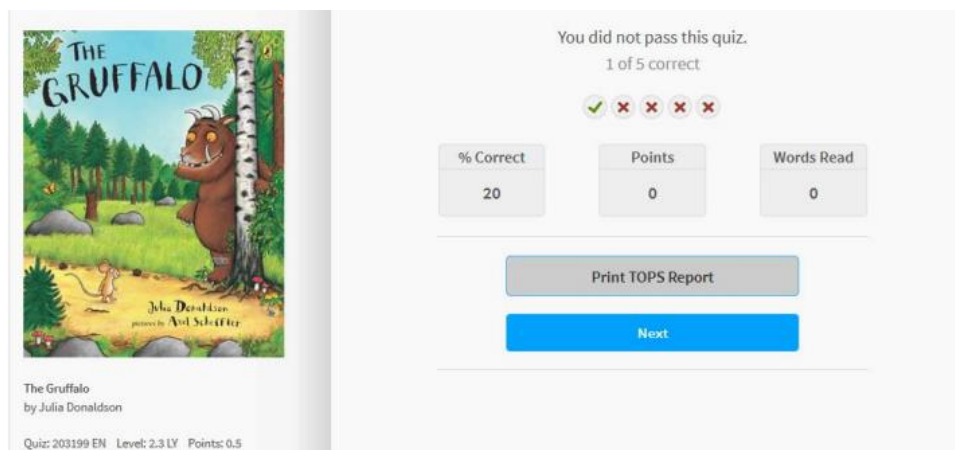 THE
GRUFFALO
Julia Donaldson
pictures by Axel Scheffler
The Gruffalo
by Julia Donaldson
Quiz: 203199 EN Level: 2.3 LY Points: 0.5
You did not pass this quiz.
1 of 5 correct
% Correct
20
Points
0
Words Read
0
Print TOPS Report
Next